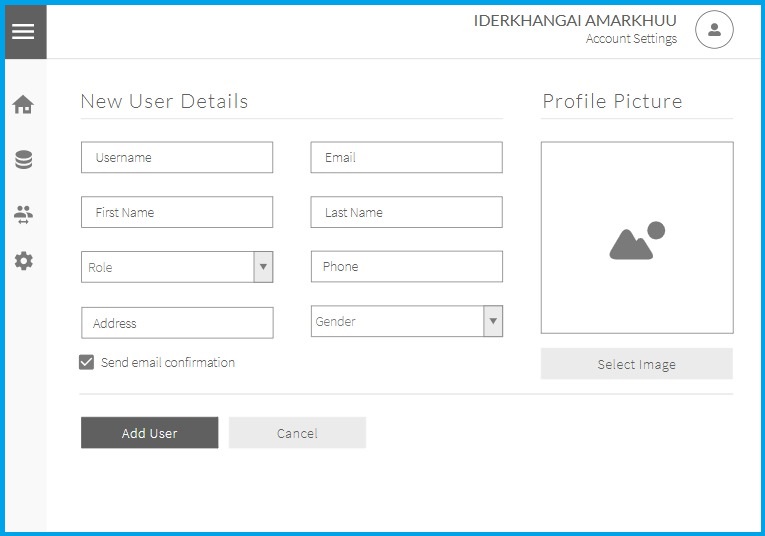 IDERKHANGAI AMARKHUU
Account Settings
New User Details
Profile Picture
Username
Email
First Name
Last Name
Role
Phone
Address
Gender
Send email confirmation
Select Image
Add User
Cancel